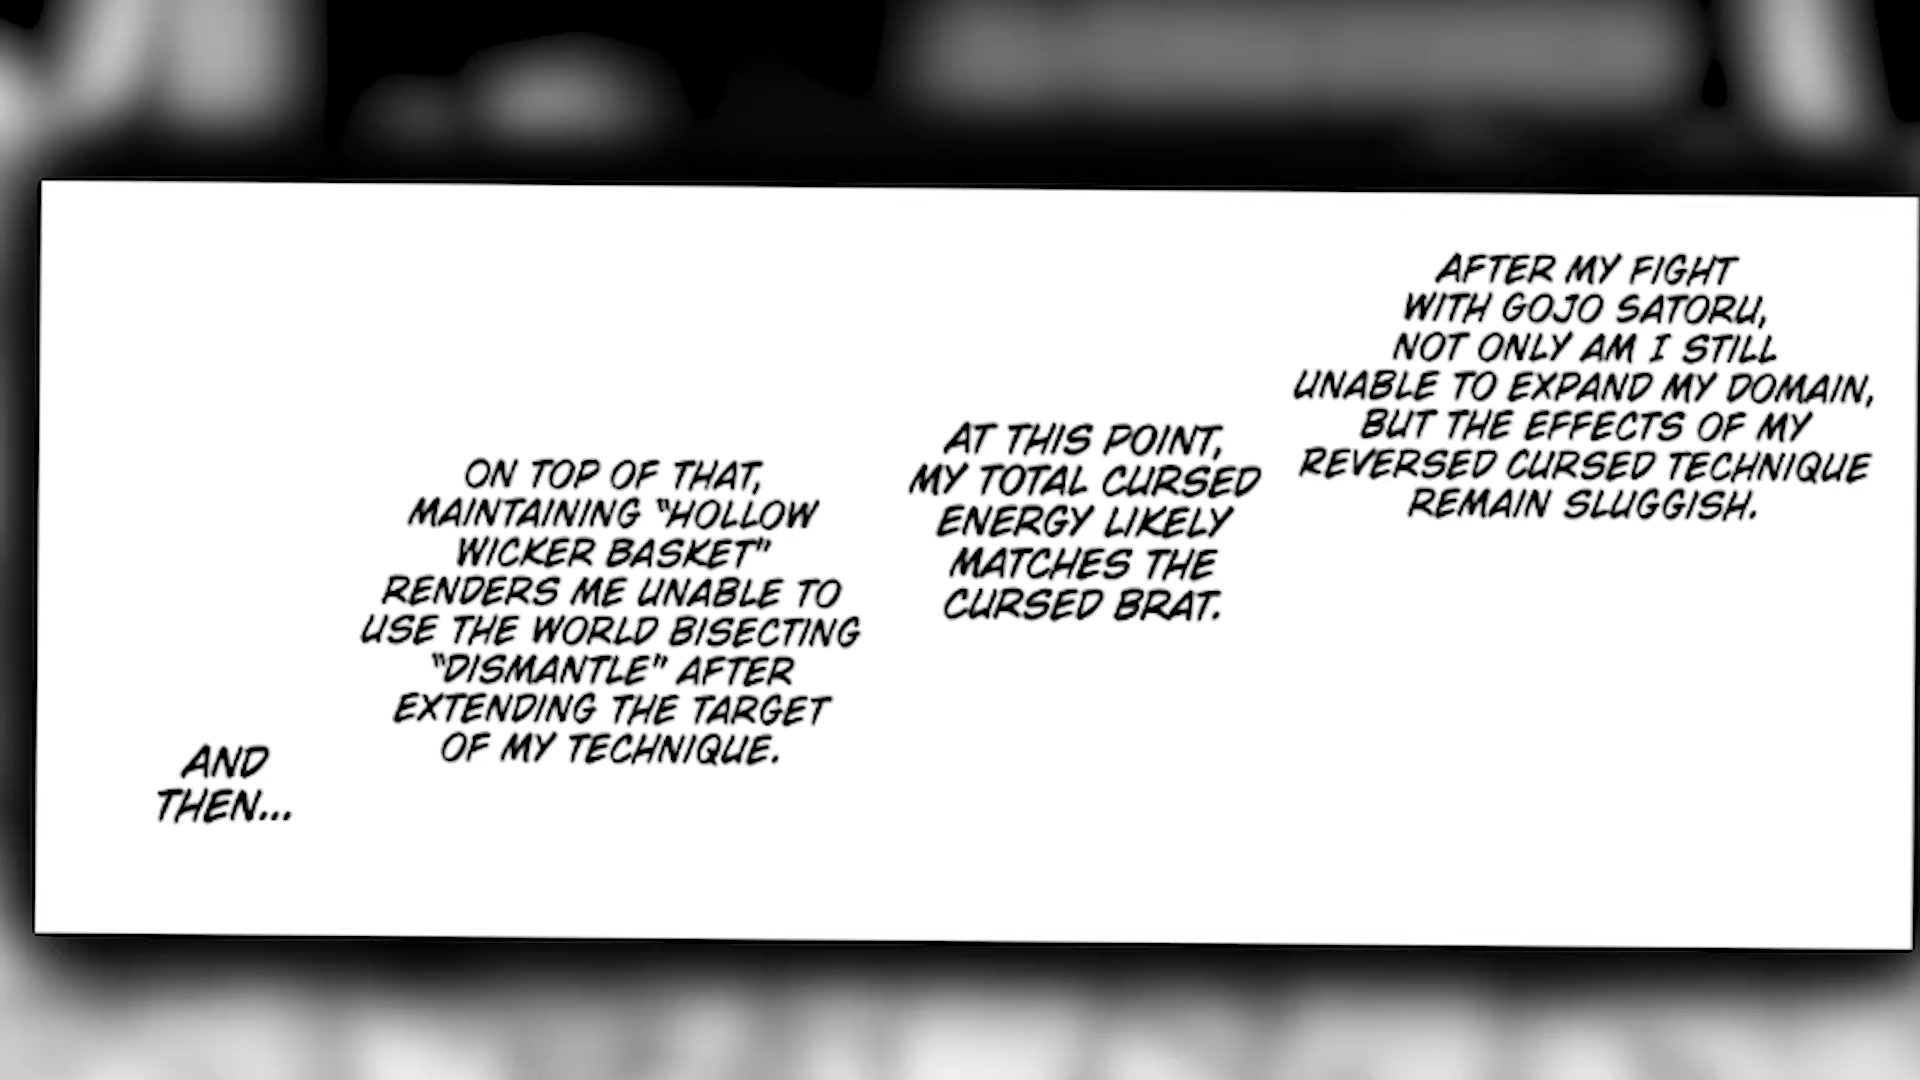 AFTER MY FIGHT
WITH GOJO SATORU,
NOT ONLY AM I STILL
UNABLE TO EXPAND MY DOMAIN,
BUT THE EFFECTS OF MY
REVERSED CURSED TECHNIQUE
REMAIN SLUGGISH.
AT THIS POINT,
MY TOTAL CURSED
ENERGY LIKELY
MATCHES THE
CURSED BRAT.
ON TOP OF THAT,
MAINTAINING "HOLLOW
WICKER BASKET"
RENDERS ME UNABLE TO
USE THE WORLD BISECTING
"DISMANTLE" AFTER
EXTENDING THE TARGET
OF MY TECHNIQUE.
AND
THEN...